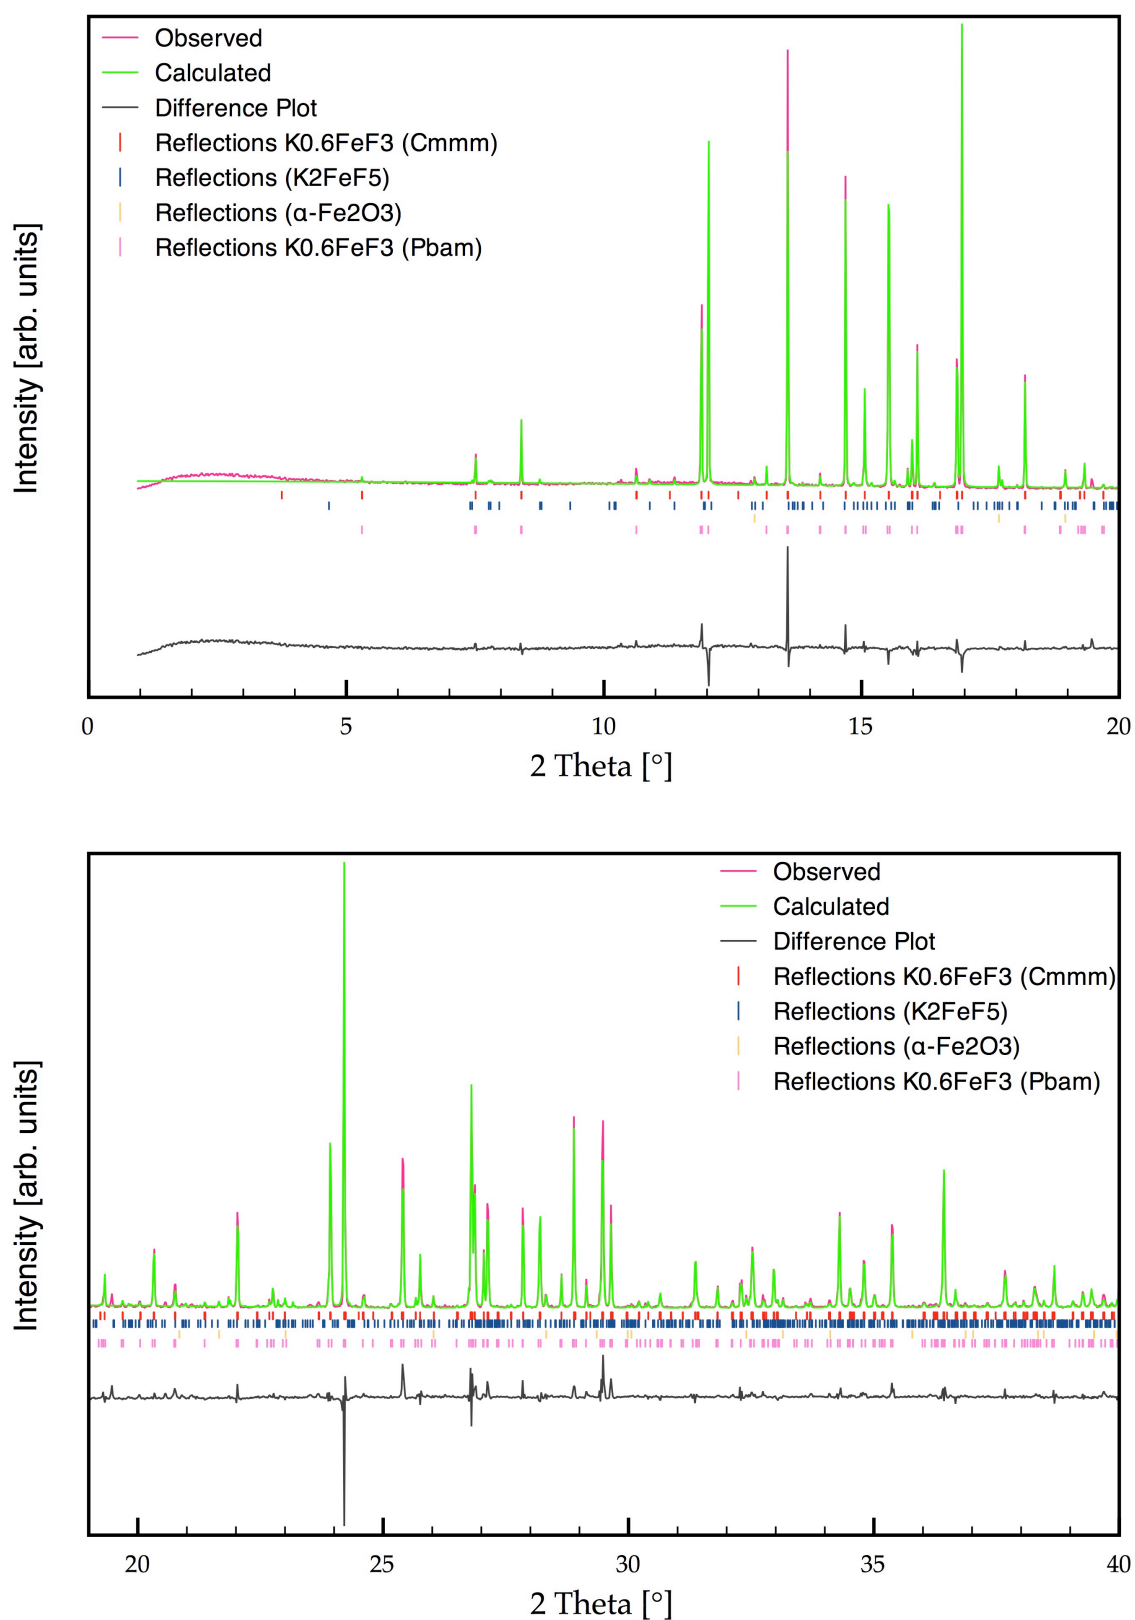 Observed
Calculated
Difference Plot
Reflections K0.6FeF3 (Cmmm)
Reflections (K2FeF5)
Reflections (α-Fe2O3)
Reflections K0.6FeF3 (Pbam)
Intensity [arb. units]
0 5 10 15 20
2 Theta [°]
Observed
Calculated
Difference Plot
Reflections K0.6FeF3 (Cmmm)
Reflections (K2FeF5)
Reflections (α-Fe2O3)
Reflections K0.6FeF3 (Pbam)
Intensity [arb. units]
20 25 30 35 40
2 Theta [°]